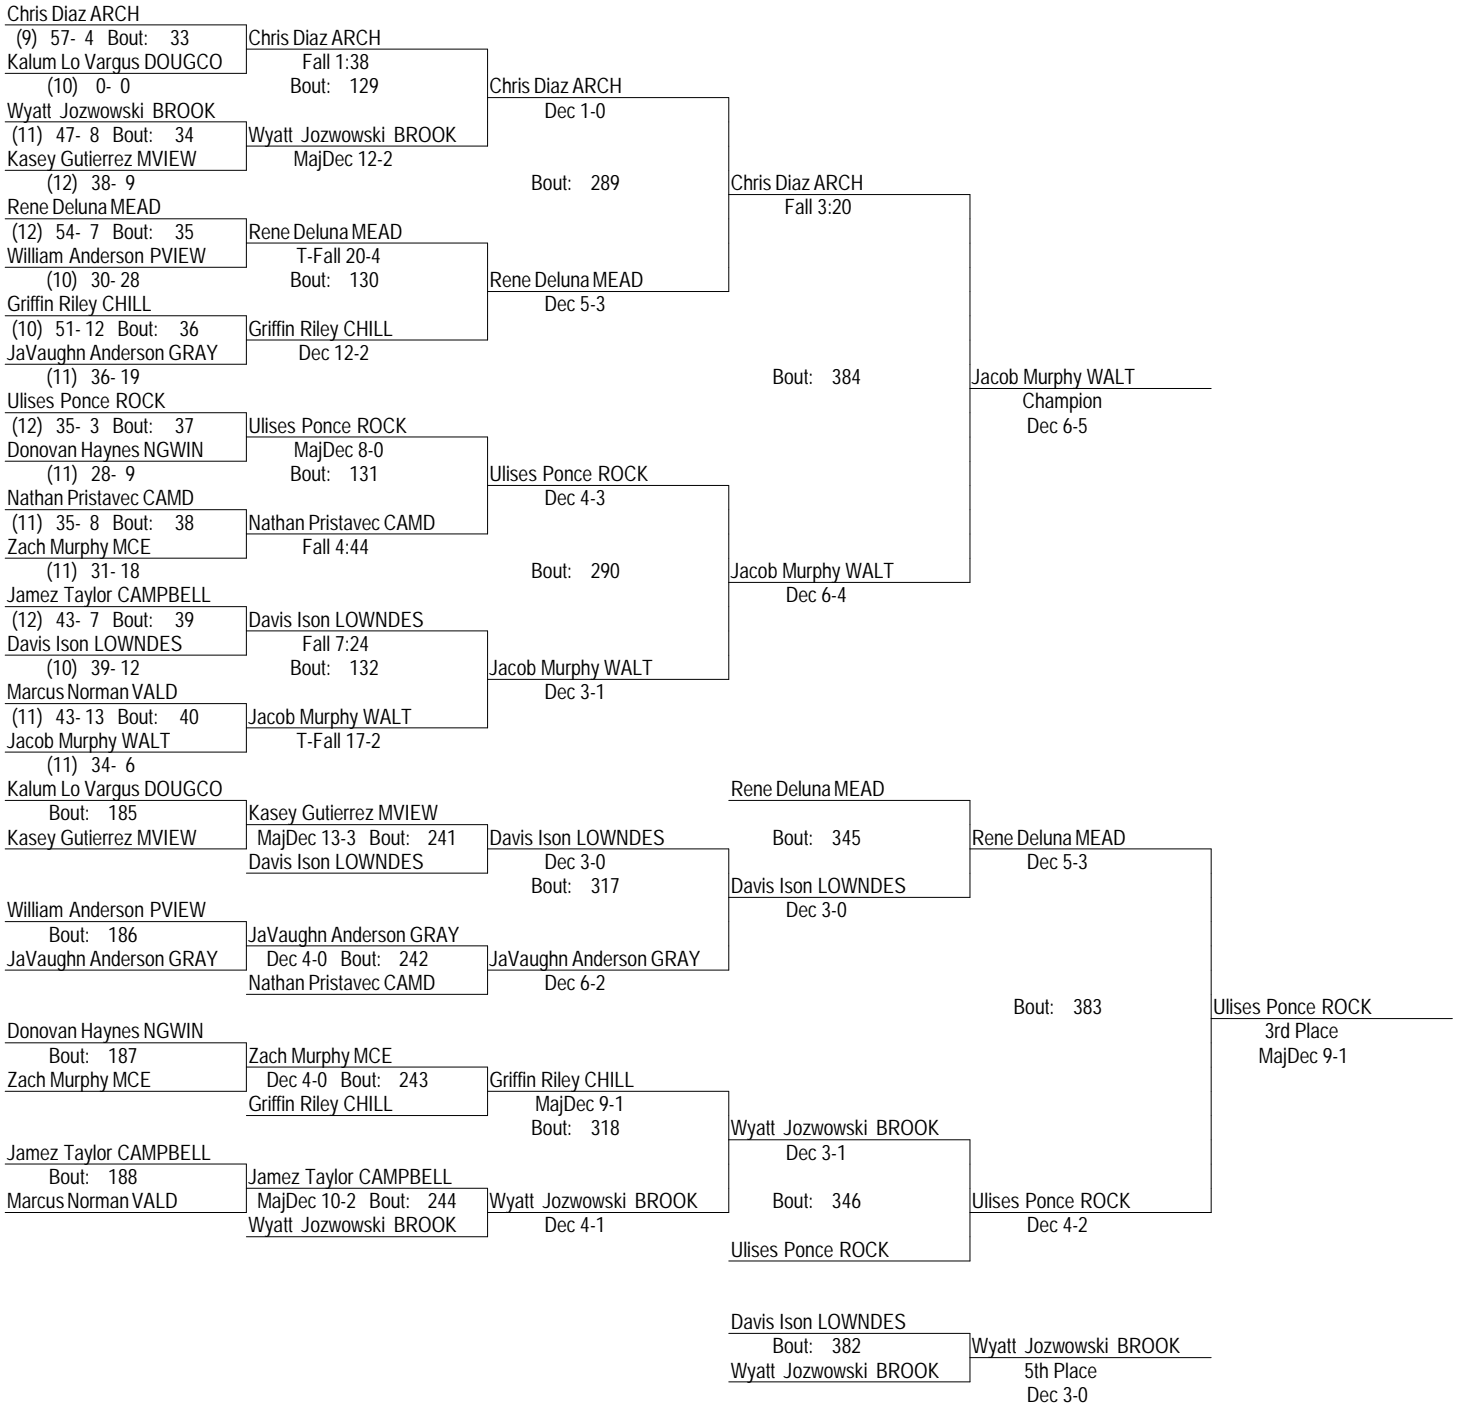 Chris Diaz ARCH
(9) 57- 4 Bout: 33
Chris Diaz ARCH
Kalum Lo Vargus DOUGCO
Fall 1:38
(10) 0- 0
Bout: 129
Chris Diaz ARCH
Wyatt Jozwowski BROOK
Dec 1-0
(11) 47- 8 Bout: 34
Wyatt Jozwowski BROOK
Kasey Gutierrez MVIEW
MajDec 12-2
(12) 38- 9
Bout: 289
Chris Diaz ARCH
Rene Deluna MEAD
Fall 3:20
(12) 54- 7 Bout: 35
Rene Deluna MEAD
William Anderson PVIEW
T-Fall 20-4
(10) 30- 28
Bout: 130
Rene Deluna MEAD
Griffin Riley CHILL
Dec 5-3
(10) 51- 12 Bout: 36
Griffin Riley CHILL
JaVaughn Anderson GRAY
Dec 12-2
(11) 36- 19
Bout: 384
Jacob Murphy WALT
Ulises Ponce ROCK
Champion
(12) 35- 3 Bout: 37
Ulises Ponce ROCK
Dec 6-5
Donovan Haynes NGWIN
MajDec 8-0
(11) 28- 9
Bout: 131
Ulises Ponce ROCK
Nathan Pristavec CAMD
Dec 4-3
(11) 35- 8 Bout: 38
Nathan Pristavec CAMD
Zach Murphy MCE
Fall 4:44
(11) 31- 18
Bout: 290
Jacob Murphy WALT
Jamez Taylor CAMPBELL
Dec 6-4
(12) 43- 7 Bout: 39
Davis Ison LOWNDES
Davis Ison LOWNDES
Fall 7:24
(10) 39- 12
Bout: 132
Jacob Murphy WALT
Marcus Norman VALD
Dec 3-1
(11) 43- 13 Bout: 40
Jacob Murphy WALT
Jacob Murphy WALT
T-Fall 17-2
(11) 34- 6
Kalum Lo Vargus DOUGCO
Rene Deluna MEAD
Bout: 185
Kasey Gutierrez MVIEW
Kasey Gutierrez MVIEW
MajDec 13-3 Bout: 241
Davis Ison LOWNDES
Bout: 345
Rene Deluna MEAD
Davis Ison LOWNDES
Dec 3-0
Dec 5-3
Bout: 317
Davis Ison LOWNDES
William Anderson PVIEW
Dec 3-0
Bout: 186
JaVaughn Anderson GRAY
JaVaughn Anderson GRAY
Dec 4-0 Bout: 242
JaVaughn Anderson GRAY
Nathan Pristavec CAMD
Dec 6-2
Bout: 383
Ulises Ponce ROCK
Donovan Haynes NGWIN
3rd Place
Bout: 187
Zach Murphy MCE
MajDec 9-1
Zach Murphy MCE
Dec 4-0 Bout: 243
Griffin Riley CHILL
Griffin Riley CHILL
MajDec 9-1
Bout: 318
Wyatt Jozwowski BROOK
Jamez Taylor CAMPBELL
Dec 3-1
Bout: 188
Jamez Taylor CAMPBELL
Marcus Norman VALD
MajDec 10-2 Bout: 244
Wyatt Jozwowski BROOK
Bout: 346
Ulises Ponce ROCK
Wyatt Jozwowski BROOK
Dec 4-1
Dec 4-2
Ulises Ponce ROCK
Davis Ison LOWNDES
Bout: 382
Wyatt Jozwowski BROOK
Wyatt Jozwowski BROOK
5th Place
Dec 3-0